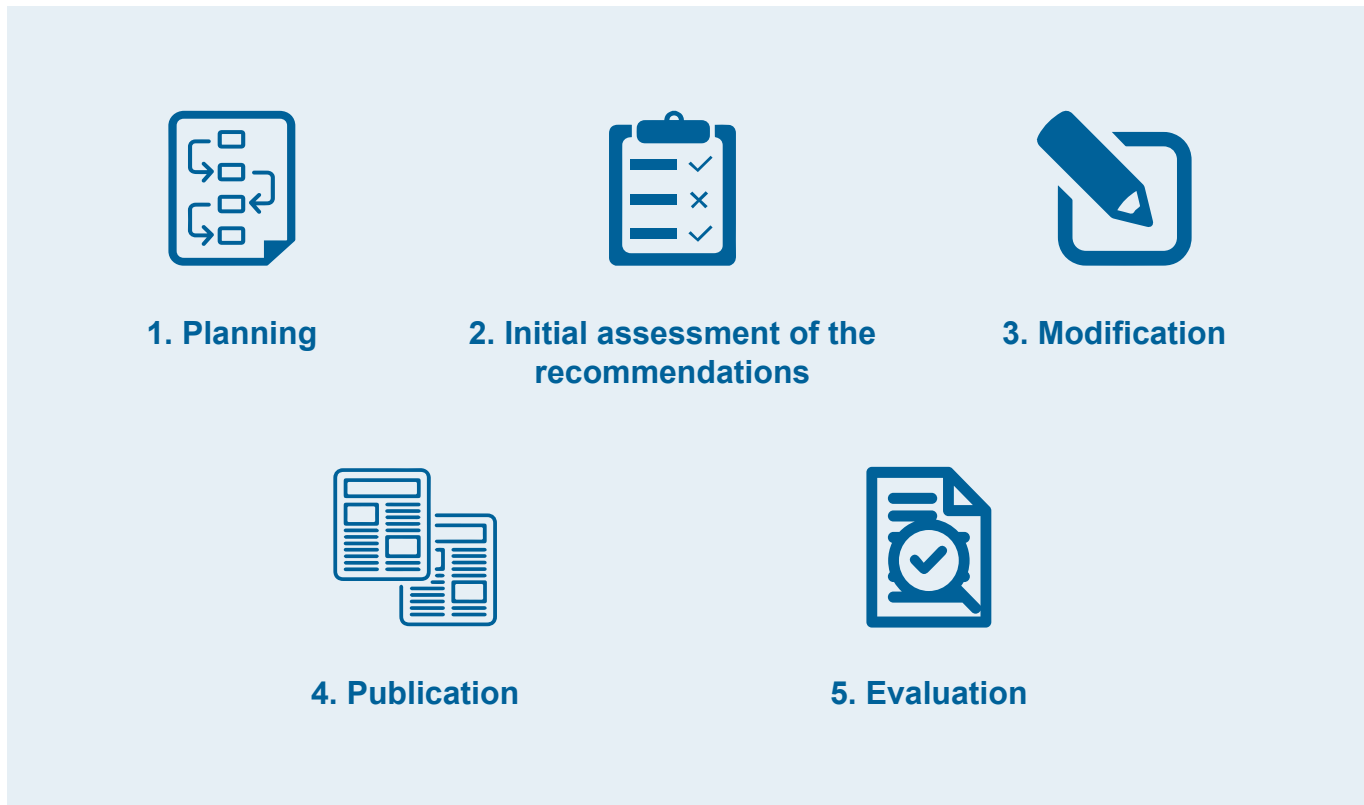 1. Planning
2. Initial assessment of the
recommendations
3. Modification
4. Publication
5. Evaluation